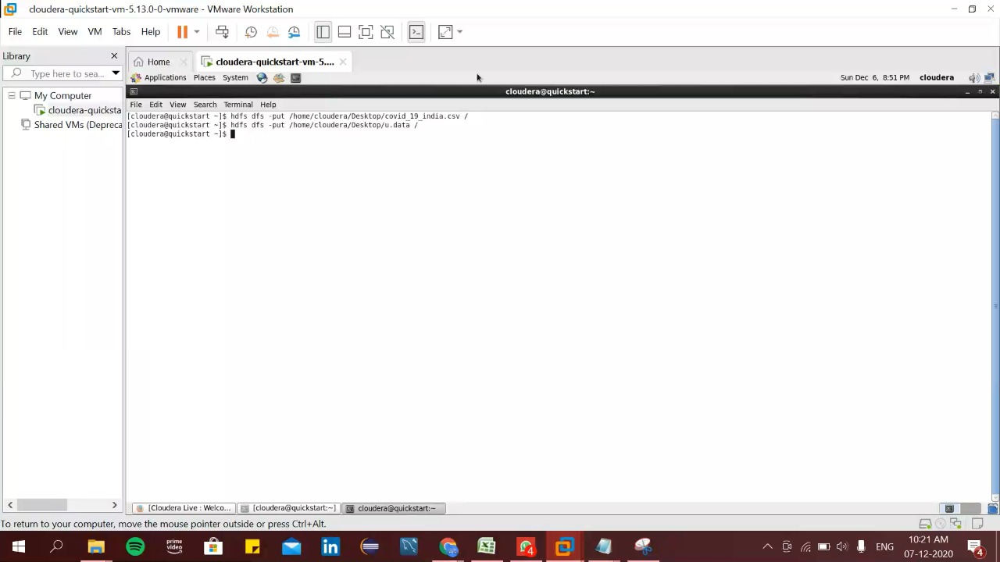 cloudera-quickstart-vm-5.13.0-0-vmware - VMware Workstation
File Edit View VM Tabs Help
Library
Type here to sea...
My Computer
cloudera-quicksta
Shared VMs (Depreca
Home
cloudera-quickstart-vm-5....
Applications Places System
Sun Dec 6, 8:51 PM cloudera
cloudera@quickstart:~
File Edit View Search Terminal Help
[cloudera@quickstart ~]$ hdfs dfs -put /home/cloudera/Desktop/covid_19_india.csv /
[cloudera@quickstart ~]$ hdfs dfs -put /home/cloudera/Desktop/u.data /
[cloudera@quickstart ~]$
[Cloudera Live : Welco...
[cloudera@quickstart:~]
cloudera@quickstart:~
To return to your computer, move the mouse pointer outside or press Ctrl+Alt.
prime video
in
4
ENG
10:21 AM
07-12-2020
4